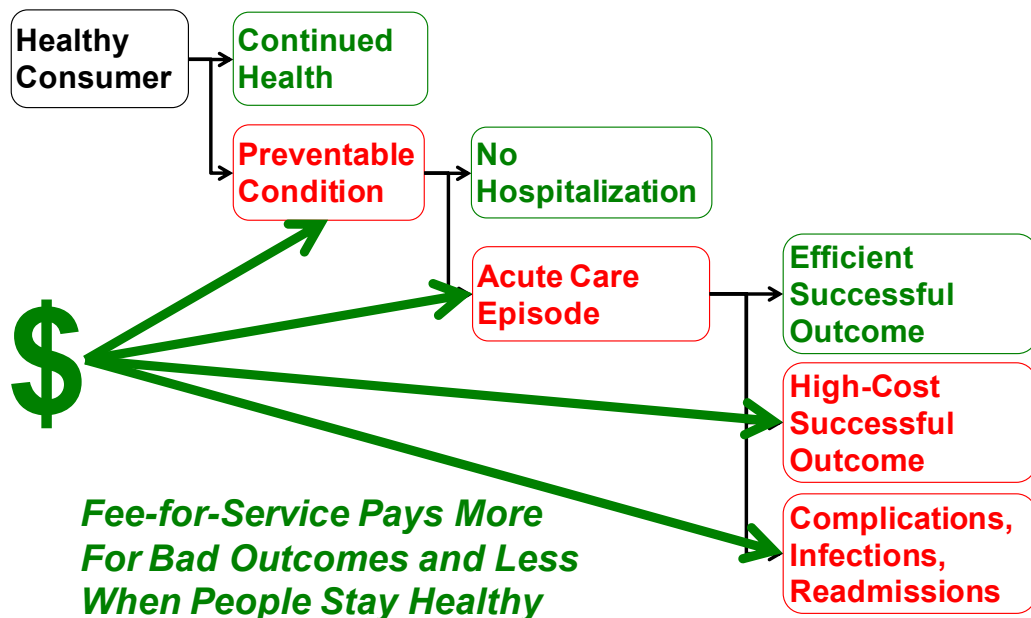 Healthy
Consumer
Continued
Health
Preventable
Condition
No
Hospitalization
Acute Care
Episode
Efficient
Successful
Outcome
$
High-Cost
Successful
Outcome
Complications,
Infections,
Readmissions
Fee-for-Service Pays More
For Bad Outcomes and Less
When People Stay Healthy